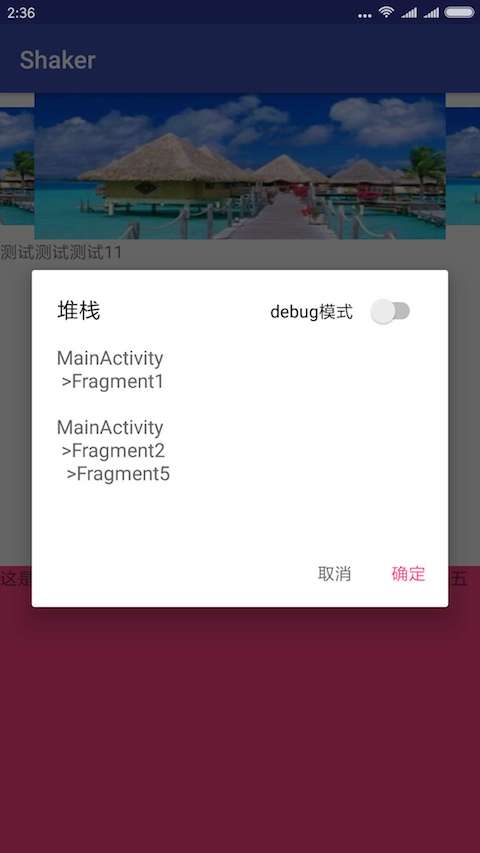 2:36
Shaker
测试测试测试11
堆栈
debug模式
MainActivity
>Fragment1
MainActivity
>Fragment2
>Fragment5
取消
确定
这是
五